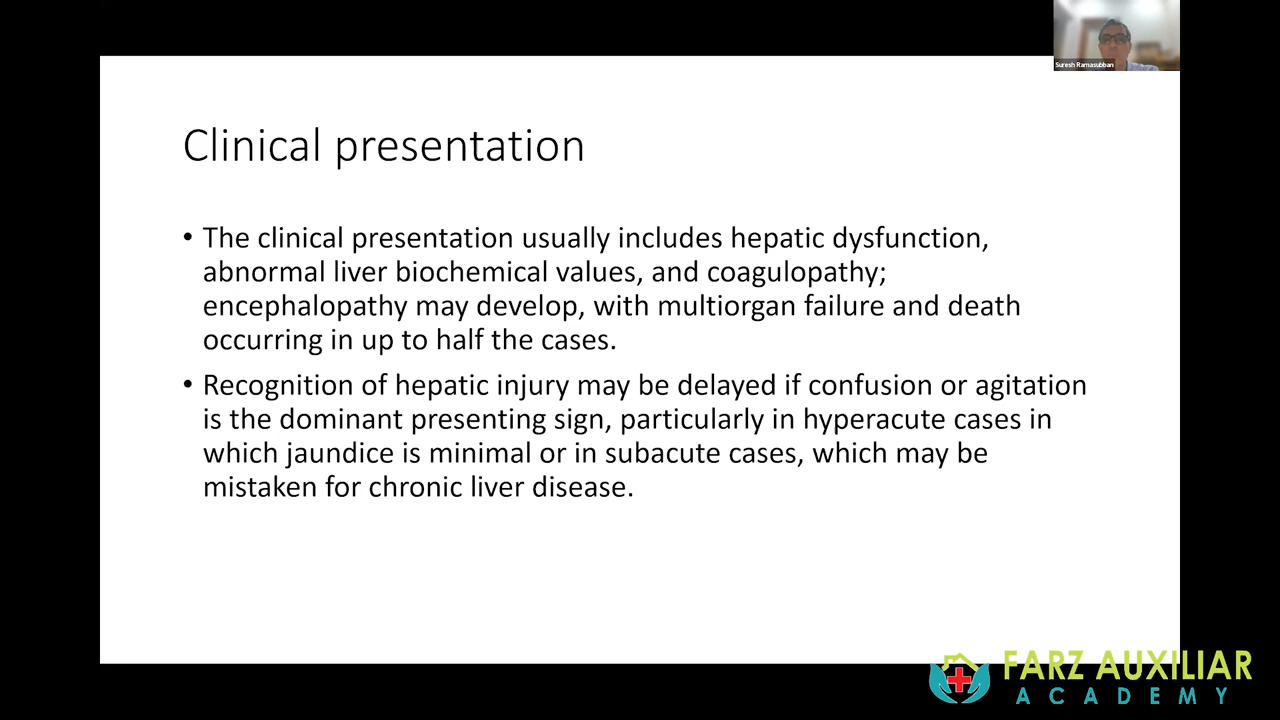 Suresh Ramasubban
Clinical presentation
• The clinical presentation usually includes hepatic dysfunction,
abnormal liver biochemical values, and coagulopathy;
encephalopathy may develop, with multiorgan failure and death
occurring in up to half the cases.
• Recognition of hepatic injury may be delayed if confusion or agitation
is the dominant presenting sign, particularly in hyperacute cases in
which jaundice is minimal or in subacute cases, which may be
mistaken for chronic liver disease.
FARZ AUXILIAR
ACADEMY